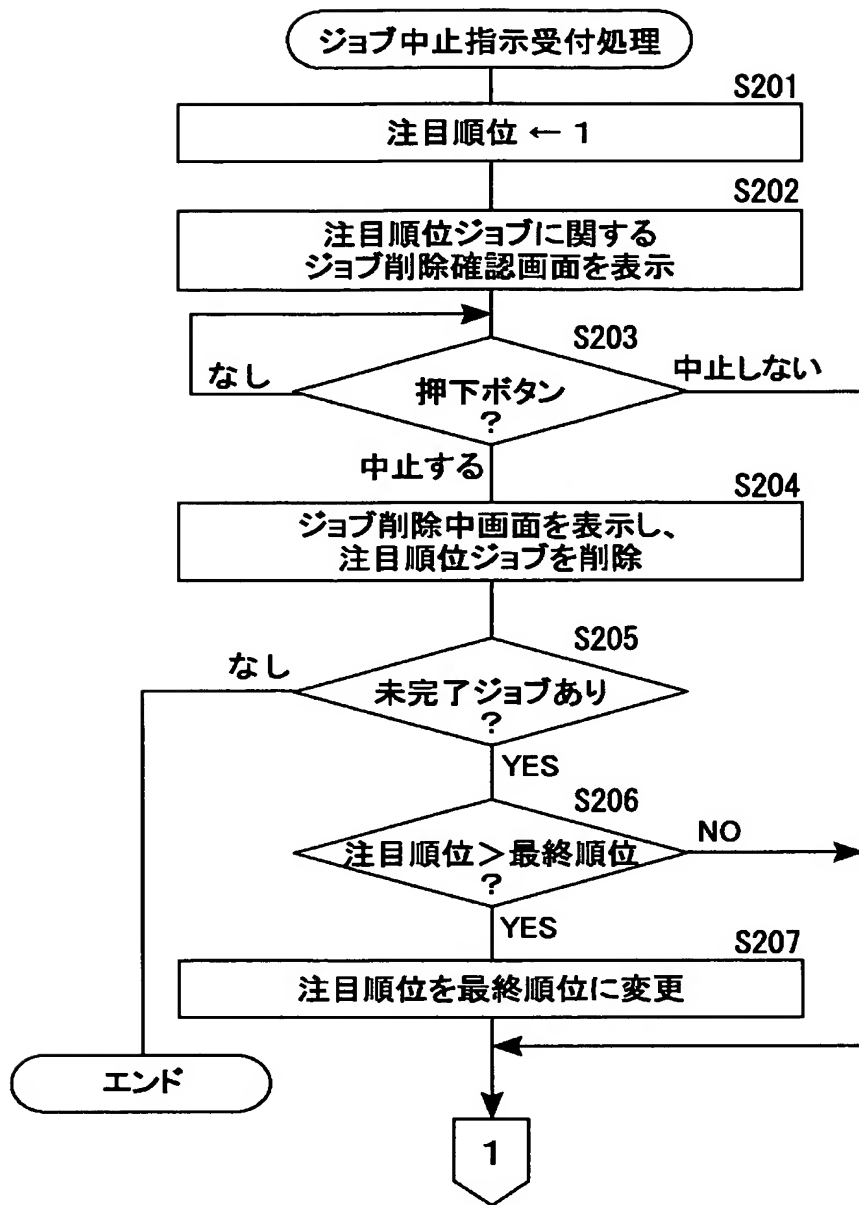 ジョブ中止指示受付処理
S201
注目順位 ← 1
S202
注目順位ジョブに関する
ジョブ削除確認画面を表示
S203
なし
押下ボタン
?
中止しない
中止する
S204
ジョブ削除中画面を表示し、
注目順位ジョブを削除
S205
なし
未完了ジョブあり
?
YES
S206
注目順位＞最終順位
?
NO
YES
S207
注目順位を最終順位に変更
エンド
1